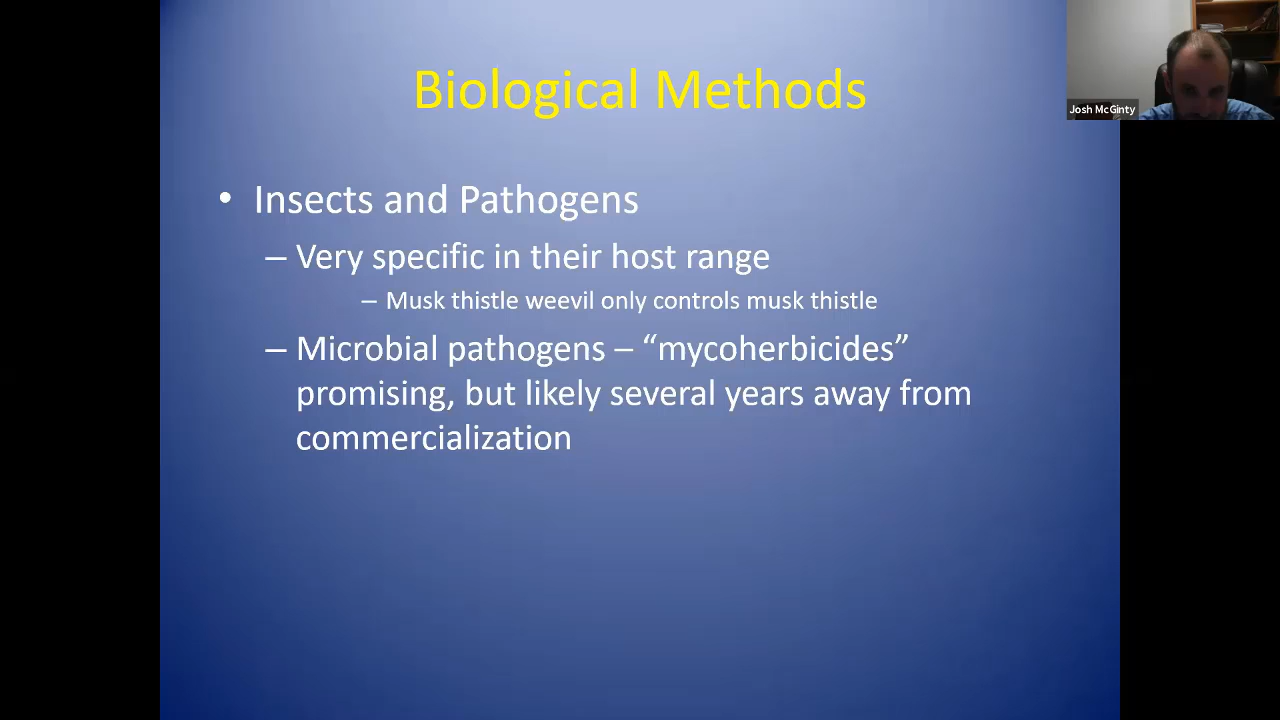 Biological Methods
Josh McGinty
• Insects and Pathogens
– Very specific in their host range
– Musk thistle weevil only controls musk thistle
– Microbial pathogens – “mycoherbicides”
promising, but likely several years away from
commercialization